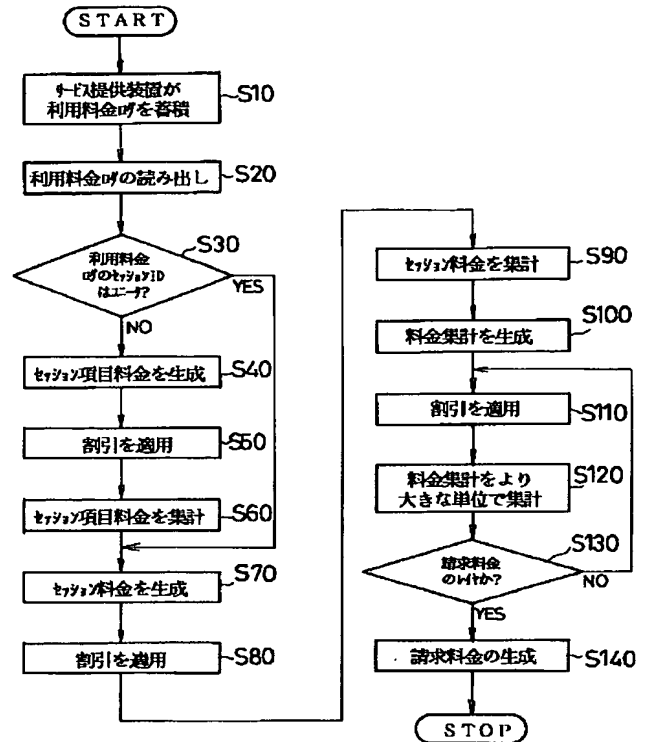 START
サービス提供装置が
利用料金ログを蓄積
S10
利用料金ログの読み出し
S20
利用料金
ログのセッションID
はユニーク?
S30
YES
NO
セッション項目料金を生成
S40
割引を適用
S50
セッション項目料金を集計
S60
セッション料金を生成
S70
割引を適用
S80
セッション料金を集計
S90
料金集計を生成
S100
割引を適用
S110
料金集計をより
大きな単位で集計
S120
請求料金
のレイヤか?
S130
NO
YES
請求料金の生成
S140
STOP